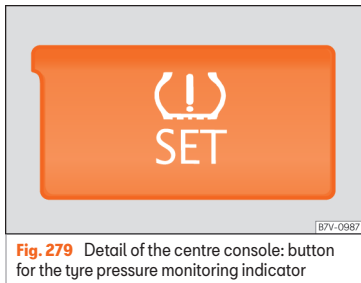 SET
B7V-0987
Fig. 279 Detail of the centre console: button
for the tyre pressure monitoring indicator